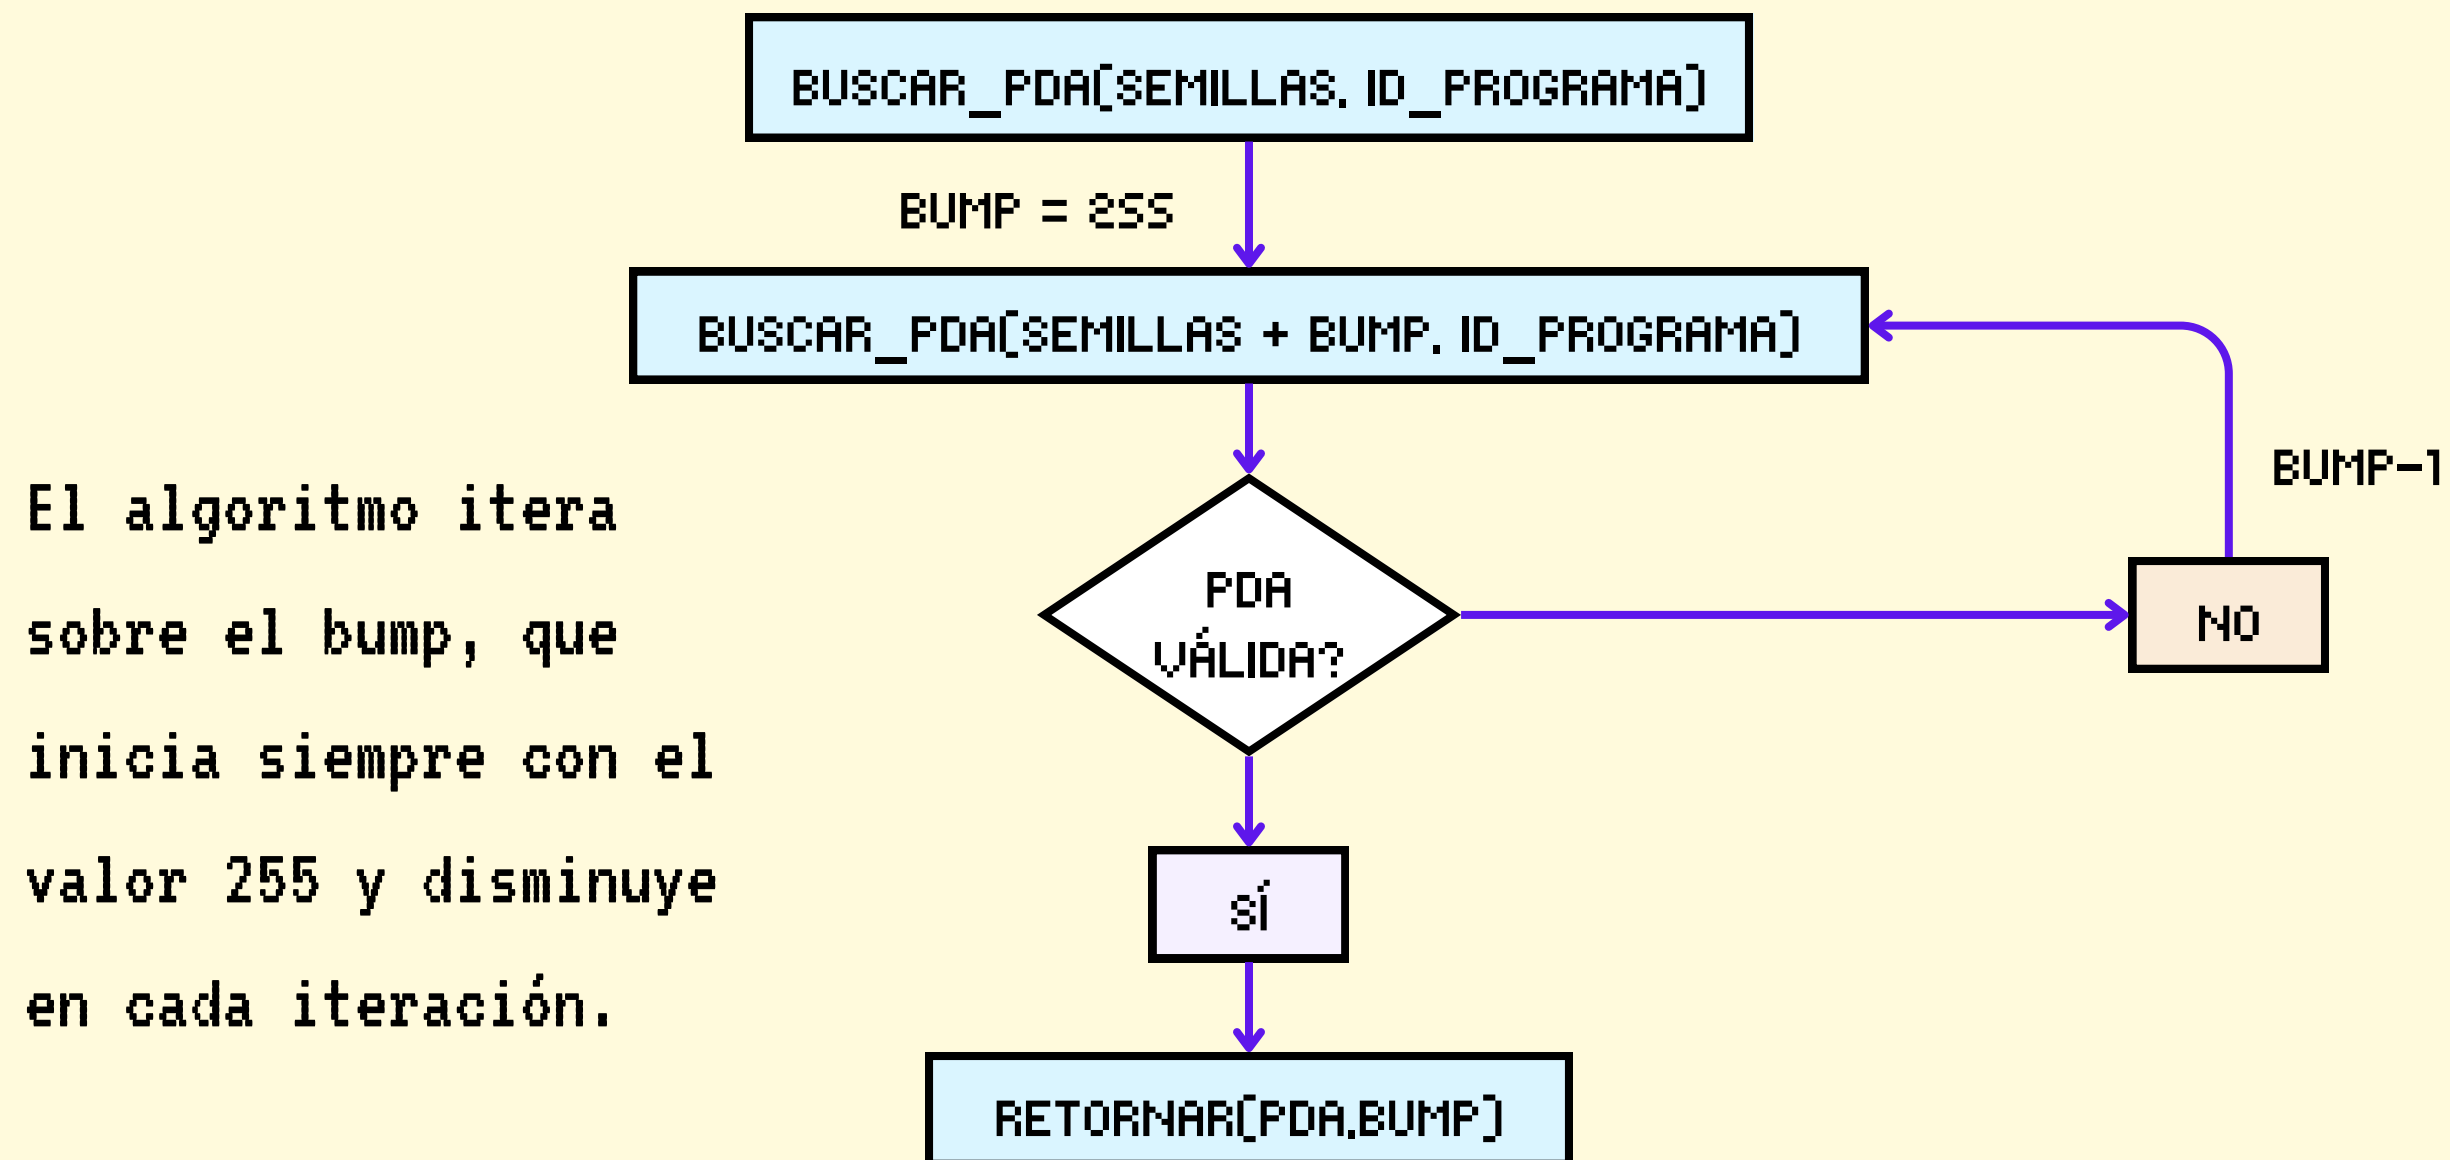 BUSCAR_PDA(SEMILLAS, ID_PROGRAMA)
BUMP = 255
BUSCAR_PDA(SEMILLAS + BUMP, ID_PROGRAMA)
BUMP-1
El algoritmo itera
sobre el bump, que
inicia siempre con el
valor 255 y disminuye
en cada iteración.
PDA
VÁLIDA?
NO
SÍ
RETORNAR(PDA,BUMP)